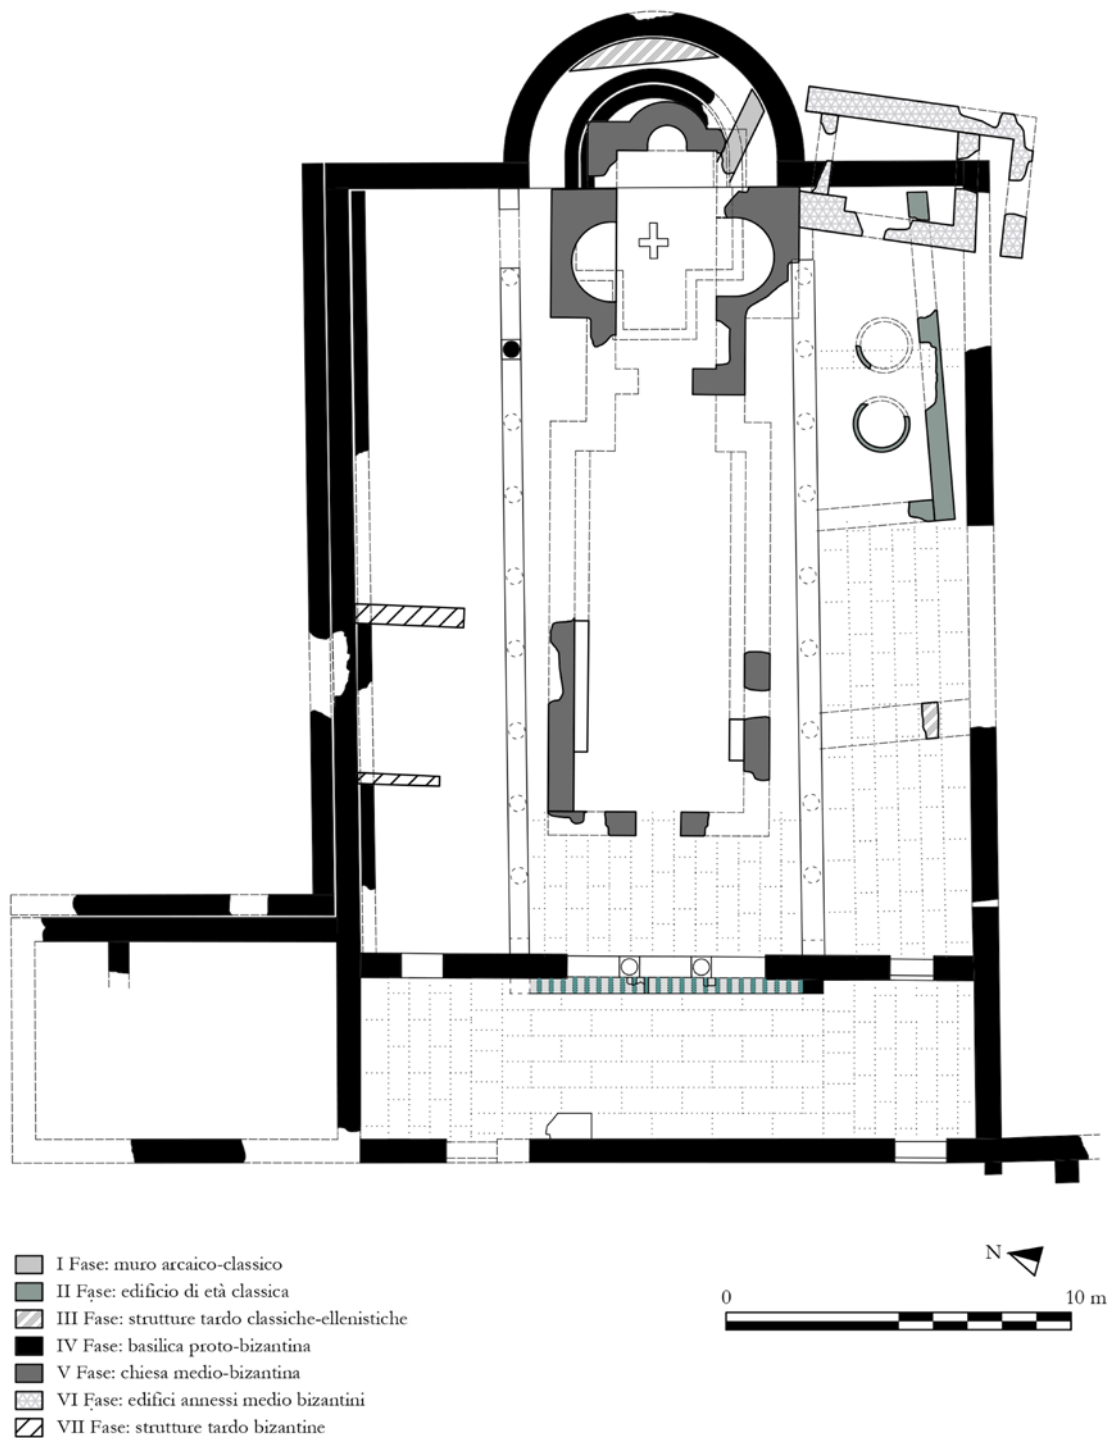 N
0 10 m
I Fase: muro arcaico-classico
II Fase: edificio di età classica
III Fase: strutture tardo classiche-ellenistiche
IV Fase: basilica proto-bizantina
V Fase: chiesa medio-bizantina
VI Fase: edifici annessi medio bizantini
VII Fase: strutture tardo bizantine